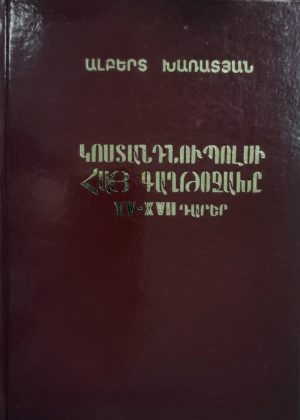 ԱԼԲԵՐՏ ԽԱՌԱՏՅԱՆ
ԿՈՍՏԱՆԴՆՈՒՊՈԼՍԻ
ՀԱՅ ԳԱՂԹՕՋԱԽԸ
XV-XVII ԴԱՐԵՐ